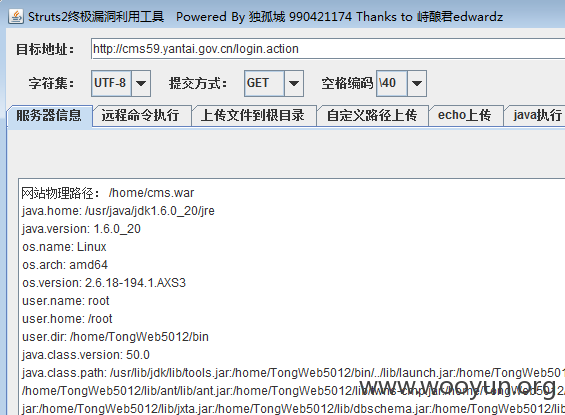 Struts2终极漏洞利用工具 Powered By 独孤城 990421174 Thanks to 峙酿君edwardz
目标地址： http://cms59.yantai.gov.cn/login.action
字符集： UTF-8 提交方式： GET 空格编码 \40
服务器信息 远程命令执行 上传文件到根目录 自定义路径上传 echo上传 java执行
网站物理路径： /home/cms.war
java.home: /usr/java/jdk1.6.0_20/jre
java.version: 1.6.0_20
os.name: Linux
os.arch: amd64
os.version: 2.6.18-194.1.AXS3
user.name: root
user.home: /root
user.dir: /home/TongWeb5012/bin
java.class.version: 50.0
java.class.path: /usr/lib/jdk/lib/tools.jar:/home/TongWeb5012/bin/../lib/launch.jar:/home/TongWeb5012
/home/TongWeb5012/lib/ant/lib/ant.jar:/home/TongWeb5012/lib/twns-cmp.jar:/home/TongWeb5012/
jar:/home/TongWeb5012/lib/jxta.jar:/home/TongWeb5012/lib/dbschema.jar:/home/TongWeb5012/
www.wooyun.org